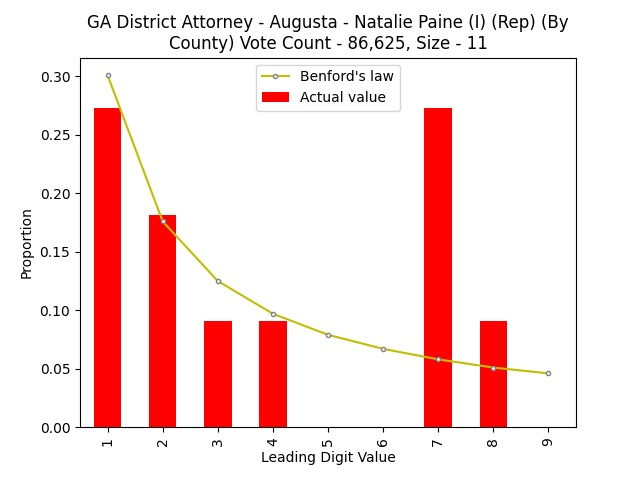 GA District Attorney - Augusta - Natalie Paine (I) (Rep) (By
County) Vote Count - 86,625, Size - 11
Benford's law
Actual value
Proportion
0.30
0.25
0.20
0.15
0.10
0.05
0.00
1 2 3 4 5 6 7 8 9
Leading Digit Value